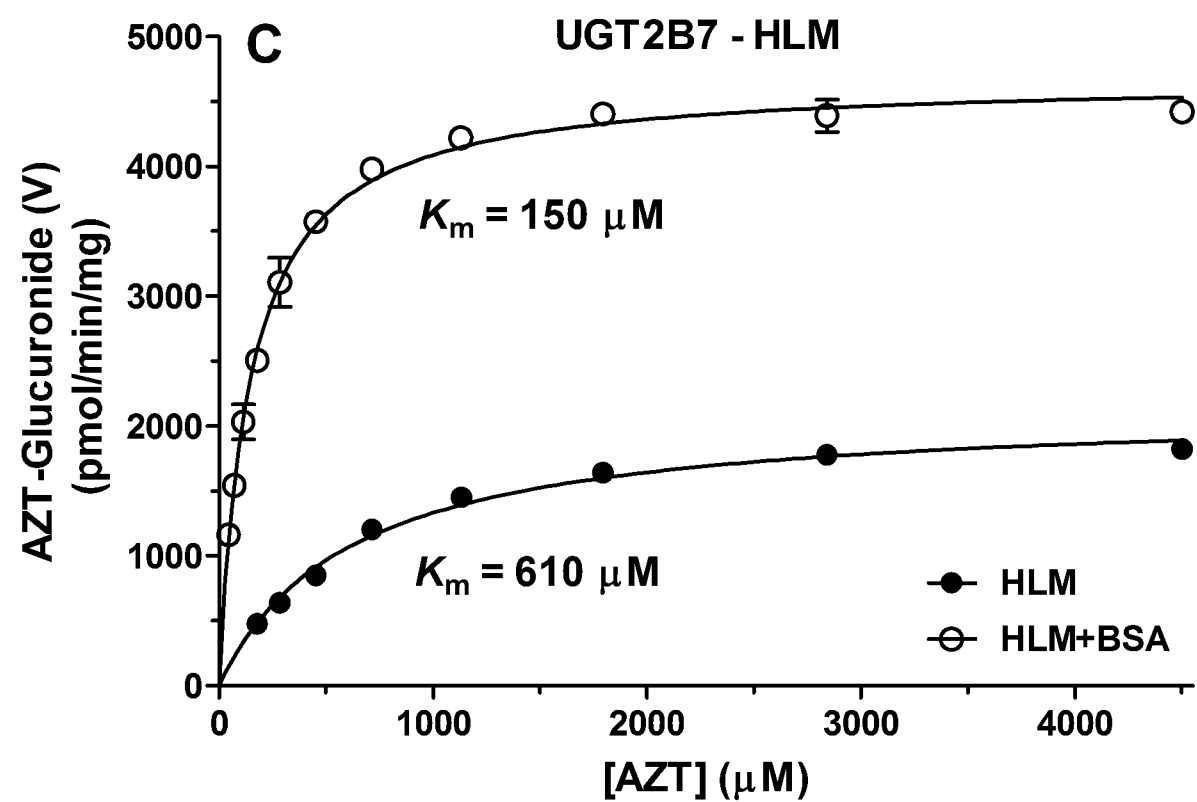 C
UGT2B7 - HLM
AZT-Glucuronide (V)
(pmol/min/mg)
5000
4000
3000
2000
1000
0
Km = 150 μM
Km = 610 μM
HLM
HLM+BSA
0 1000 2000 3000 4000
[AZT] (μM)